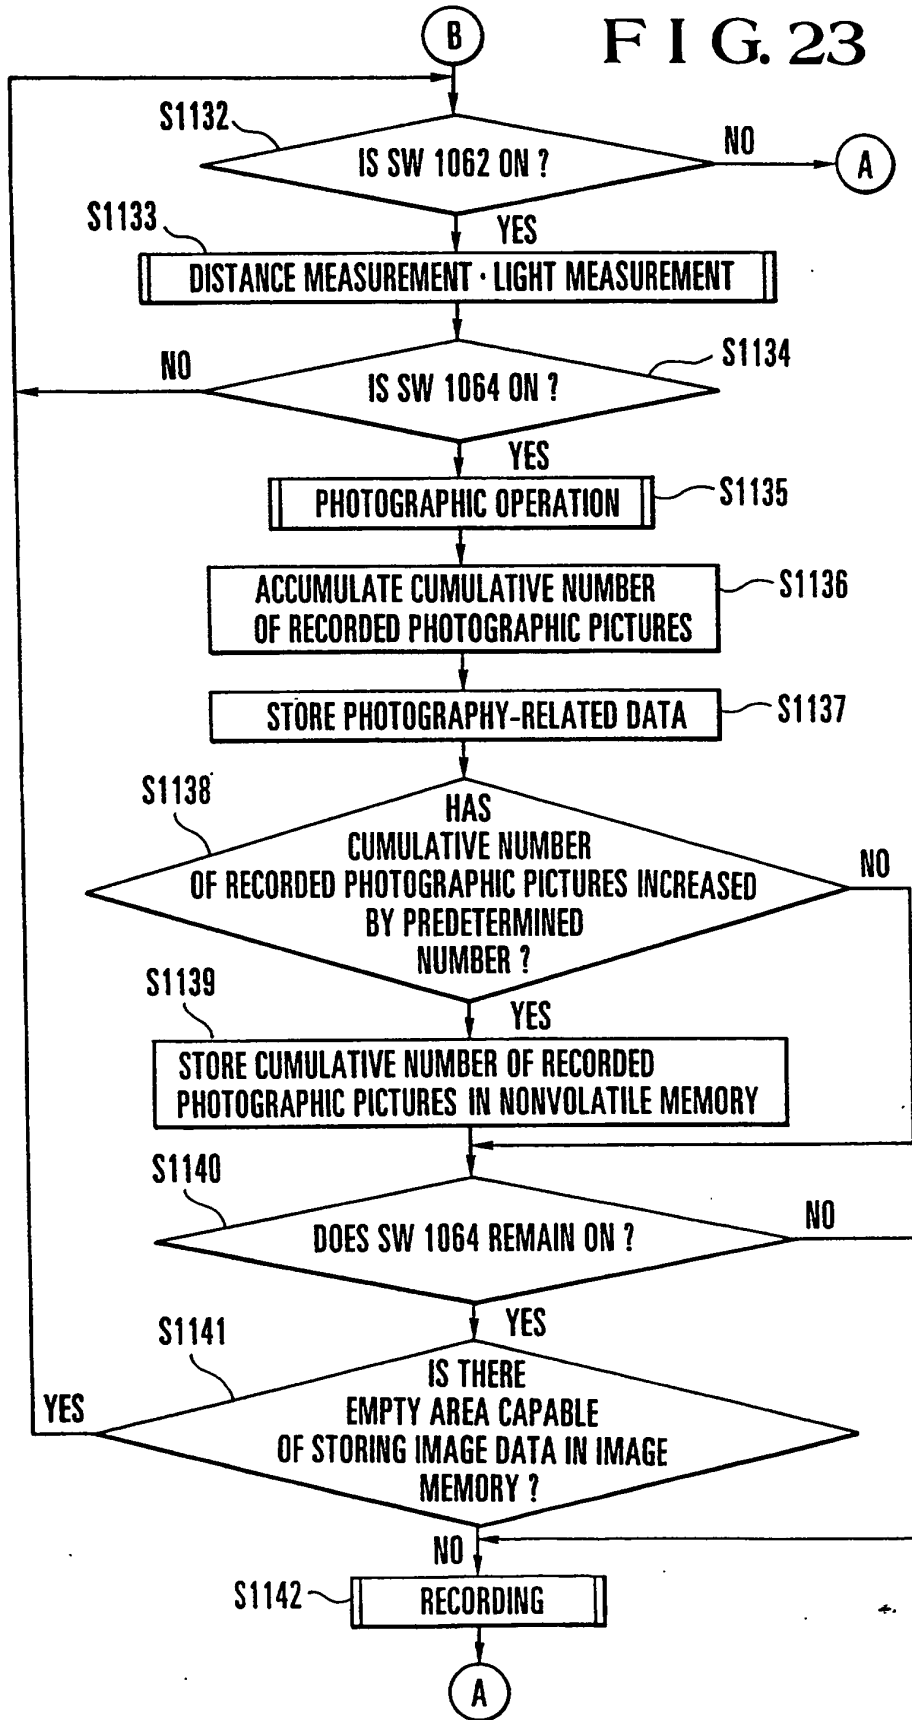 B
FIG. 23
S1132
IS SW 1062 ON ?
NO
A
YES
S1133
DISTANCE MEASUREMENT · LIGHT MEASUREMENT
S1134
NO
IS SW 1064 ON ?
YES
PHOTOGRAPHIC OPERATION
S1135
ACCUMULATE CUMULATIVE NUMBER
OF RECORDED PHOTOGRAPHIC PICTURES
S1136
STORE PHOTOGRAPHY-RELATED DATA
S1137
S1138
HAS
CUMULATIVE NUMBER
OF RECORDED PHOTOGRAPHIC PICTURES INCREASED
BY PREDETERMINED
NUMBER ?
NO
S1139
YES
STORE CUMULATIVE NUMBER OF RECORDED
PHOTOGRAPHIC PICTURES IN NONVOLATILE MEMORY
S1140
DOES SW 1064 REMAIN ON ?
NO
YES
S1141
IS THERE
EMPTY AREA CAPABLE
OF STORING IMAGE DATA IN IMAGE
MEMORY ?
YES
NO
S1142
RECORDING
A